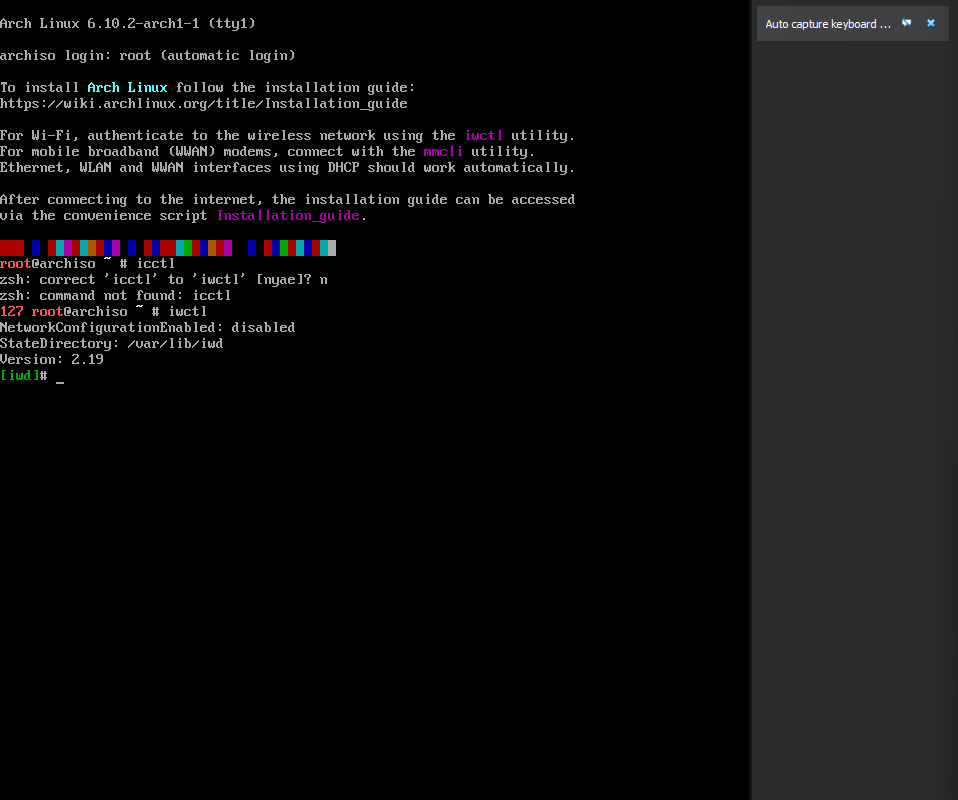 Arch Linux 6.10.2-arch1-1 (tty1)
archiso login: root (automatic login)
To install Arch Linux follow the installation guide:
https://wiki.archlinux.org/title/Installation_guide
For Wi-Fi, authenticate to the wireless network using the iwctl utility.
For mobile broadband (WWAN) modems, connect with the mmcli utility.
Ethernet, WLAN and WWAN interfaces using DHCP should work automatically.
After connecting to the internet, the installation guide can be accessed
via the convenience script Installation_guide.
root@archiso ~ # icctl
zsh: correct 'icctl' to 'iwctl' [nyae]? n
zsh: command not found: icctl
127 root@archiso ~ # iwctl
NetworkConfigurationEnabled: disabled
StateDirectory: /var/lib/iwd
Version: 2.19
[iwd]# _
Auto capture keyboard ...